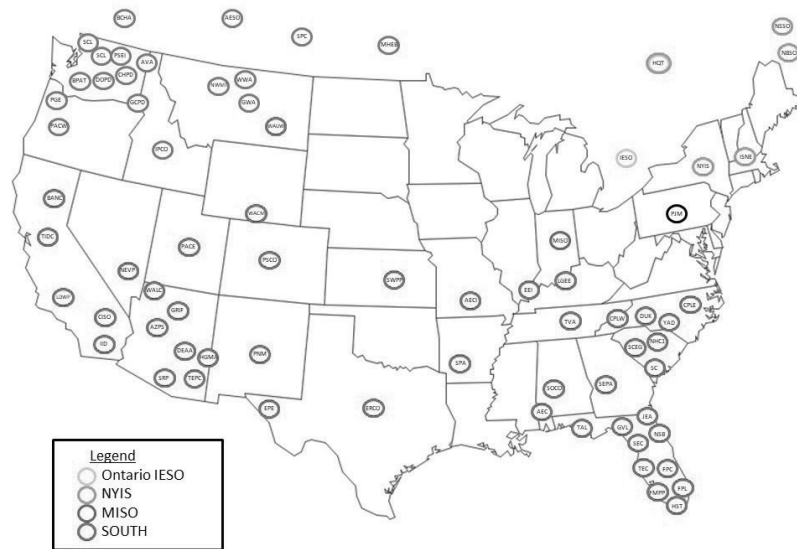 BCHA
AESO
SPC
MHEB
NSSO
NBSO
HQT
SCL
SCL
PSEI
AVA
BPAT
DOPD
CHPD
GCPD
PGE
PACW
IPCO
NWMT
WWA
GWA
WAUW
IESO
NYIS
ISNE
PJM
WACM
BANC
TIDC
NEVP
PACE
PSCO
SWPP
AECI
MISO
LGEE
EEI
LDWP
CISO
IID
WALC
GRIF
AZPS
DEAA
HGMA
SRP
TEPC
PNM
EPE
ERCO
SPA
TVA
CPLW
DUK
YAD
CPLE
SCEG
SC
SOCO
SEPA
AEC
TAL
GVL
JEA
NSB
SEC
TEC
FPC
FMPP
FPL
HST
Legend
Ontario IESO
NYIS
MISO
SOUTH